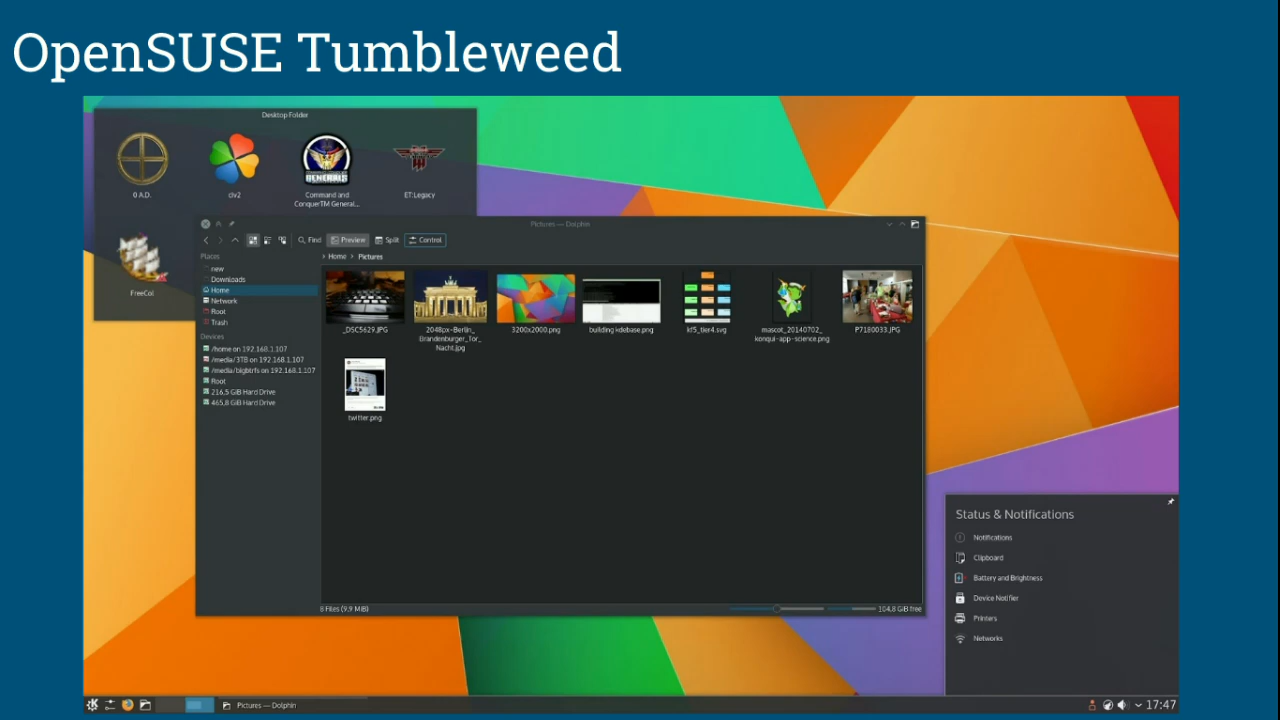 OpenSUSE Tumbleweed
Desktop Folder
0 A.D.
civ2
Command and
ConquerTM General...
ET:Legacy
FreeCol
Pictures — Dolphin
Find
Preview
Split
Control
Places
Home > Pictures
new
Downloads
Home
Network
Root
Trash
Devices
/home on 192.168.1.107
/media/3TB on 192.168.1.107
/media/bigbtrfs on 192.168.1.107
Root
216,5 GiB Hard Drive
465,8 GiB Hard Drive
_DSC5629.JPG
2048px-Berlin_
Brandenburger_Tor_
Nacht.jpg
3200x2000.png
building kdebase.png
kf5_tier4.svg
mascot_20140702_
konqui-app-science.png
P7180033.JPG
twitter.png
8 Files (9,9 MiB)
104,8 GiB free
Status & Notifications
Notifications
Clipboard
Battery and Brightness
Device Notifier
Printers
Networks
Pictures — Dolphin
17:47